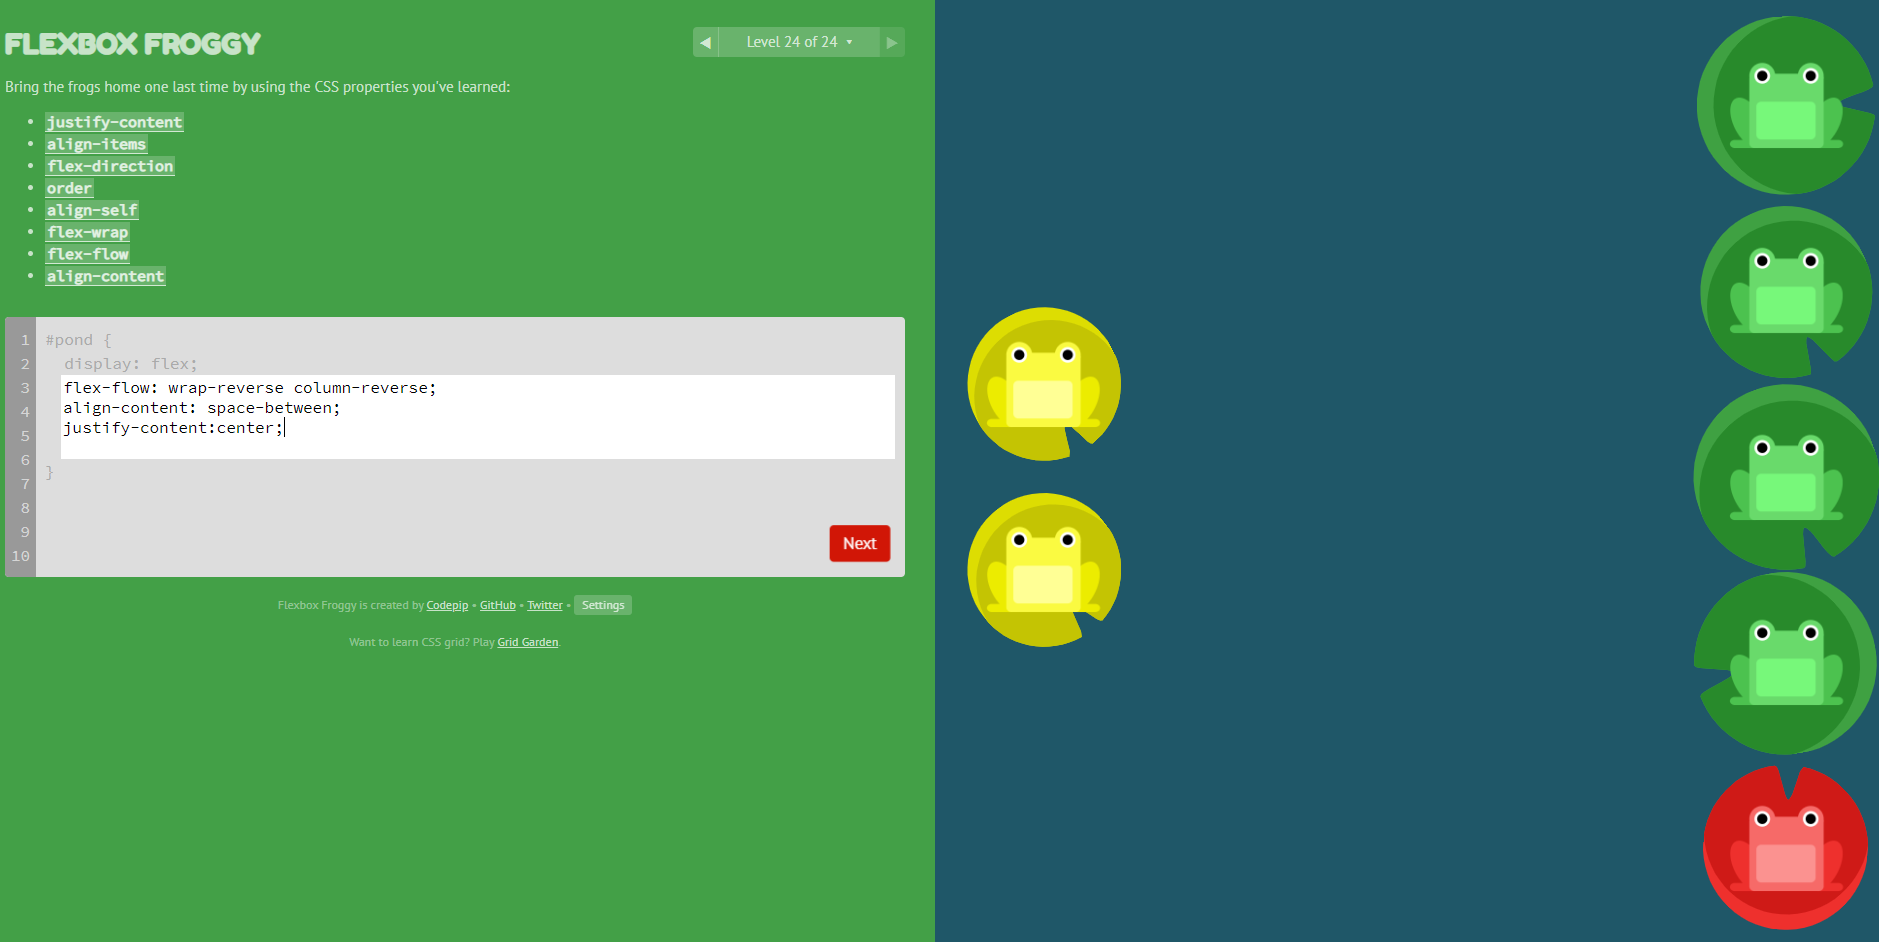 FLEXBOX FROGGY
◀ Level 24 of 24 ▾ ▶
Bring the frogs home one last time by using the CSS properties you've learned:
• justify-content
• align-items
• flex-direction
• order
• align-self
• flex-wrap
• flex-flow
• align-content
1 #pond {
2 display: flex;
3 flex-flow: wrap-reverse column-reverse;
4 align-content: space-between;
5 justify-content:center;
6 }
7
8
9
10
Next
Flexbox Froggy is created by Codepip • GitHub • Twitter • Settings
Want to learn CSS grid? Play Grid Garden.